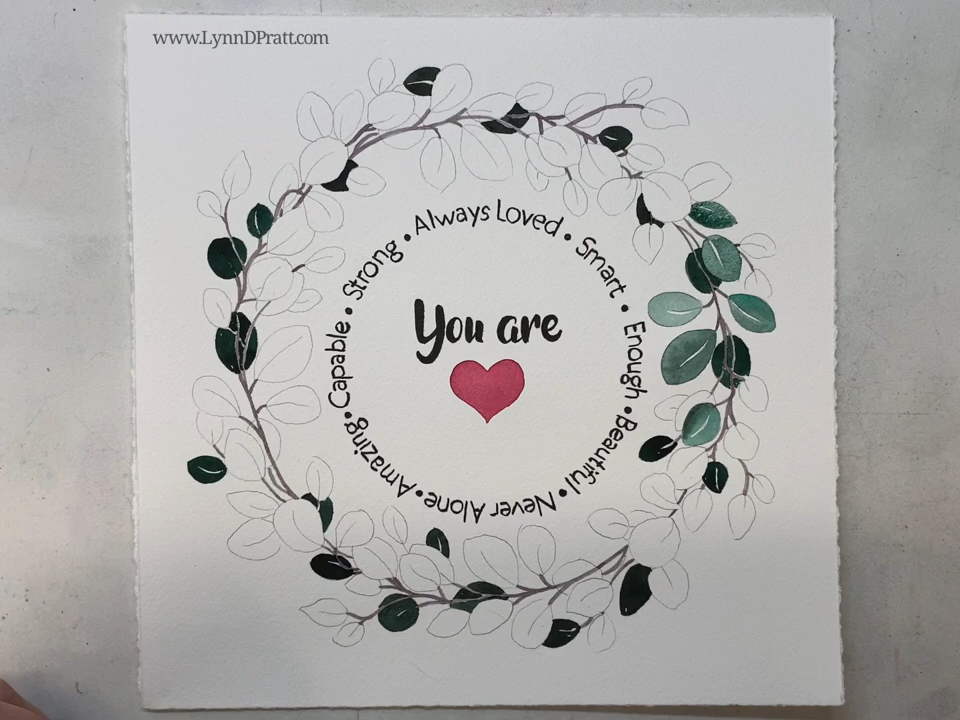 www.LynnDPratt.com
You are
Always Loved • Smart • Enough • Beautiful • Never Alone • Amazing • Capable • Strong •